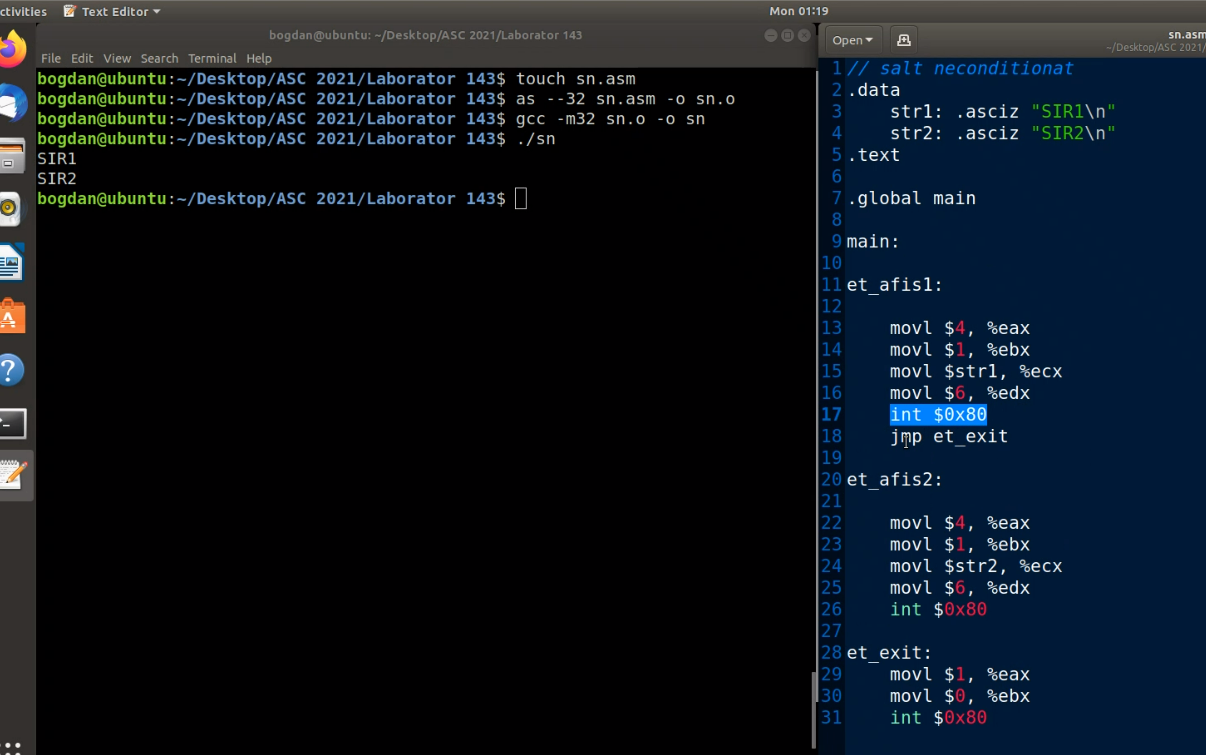 ctivities
Text Editor
Mon 01:19
bogdan@ubuntu: ~/Desktop/ASC 2021/Laborator 143
File Edit View Search Terminal Help
bogdan@ubuntu:~/Desktop/ASC 2021/Laborator 143$ touch sn.asm
bogdan@ubuntu:~/Desktop/ASC 2021/Laborator 143$ as --32 sn.asm -o sn.o
bogdan@ubuntu:~/Desktop/ASC 2021/Laborator 143$ gcc -m32 sn.o -o sn
bogdan@ubuntu:~/Desktop/ASC 2021/Laborator 143$ ./sn
SIR1
SIR2
bogdan@ubuntu:~/Desktop/ASC 2021/Laborator 143$
Open
sn.asm
~/Desktop/ASC 2021/
1 // salt neconditionat
2 .data
3 str1: .asciz "SIR1\n"
4 str2: .asciz "SIR2\n"
5 .text
6
7 .global main
8
9 main:
10
11 et_afis1:
12
13 movl $4, %eax
14 movl $1, %ebx
15 movl $str1, %ecx
16 movl $6, %edx
17 int $0x80
18 jmp et_exit
19
20 et_afis2:
21
22 movl $4, %eax
23 movl $1, %ebx
24 movl $str2, %ecx
25 movl $6, %edx
26 int $0x80
27
28 et_exit:
29 movl $1, %eax
30 movl $0, %ebx
31 int $0x80